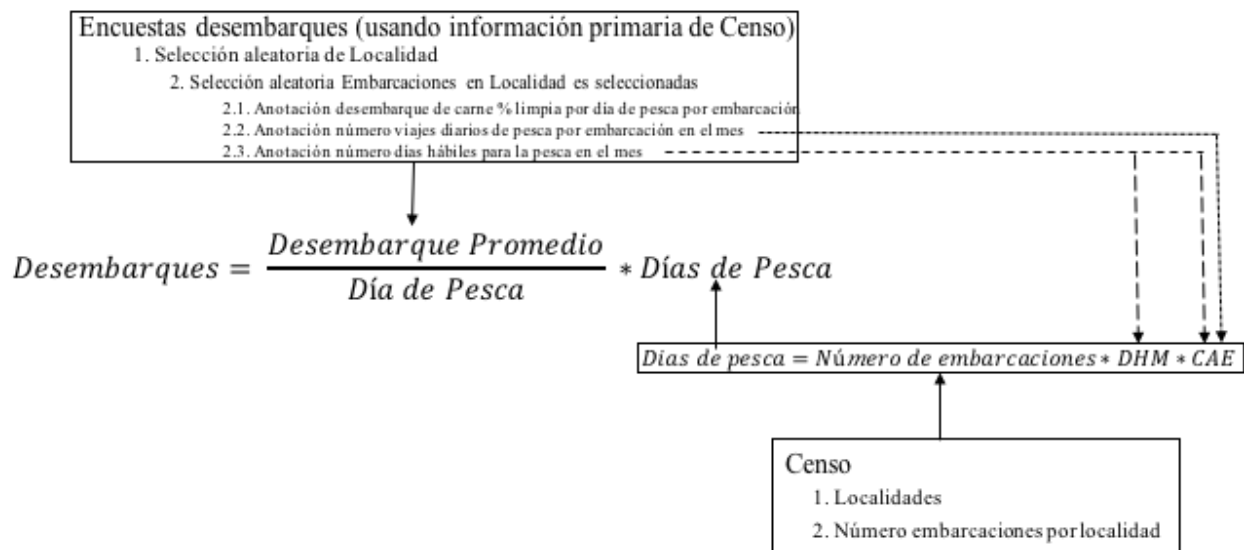 Encuestas desembarques (usando información primaria de Censo)
1. Selección aleatoria de Localidad
2. Selección aleatoria Embarcaciones en Localidad es seleccionadas
2.1. Anotación desembarque de carne % limpia por día de pesca por embarcación
2.2. Anotación número viajes diarios de pesca por embarcación en el mes
2.3. Anotación número días hábiles para la pesca en el mes
Desembarques = Desembarque Promedio / Día de Pesca * Días de Pesca
Dias de pesca = Número de embarcaciones * DHM * CAE
Censo
1. Localidades
2. Número embarcaciones por localidad